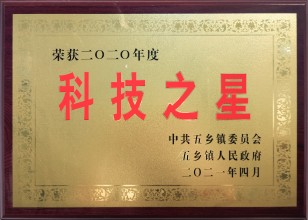 荣获二〇二〇年度
科技之星
中共五乡镇委员会
五乡镇人民政府
二〇二一年四月